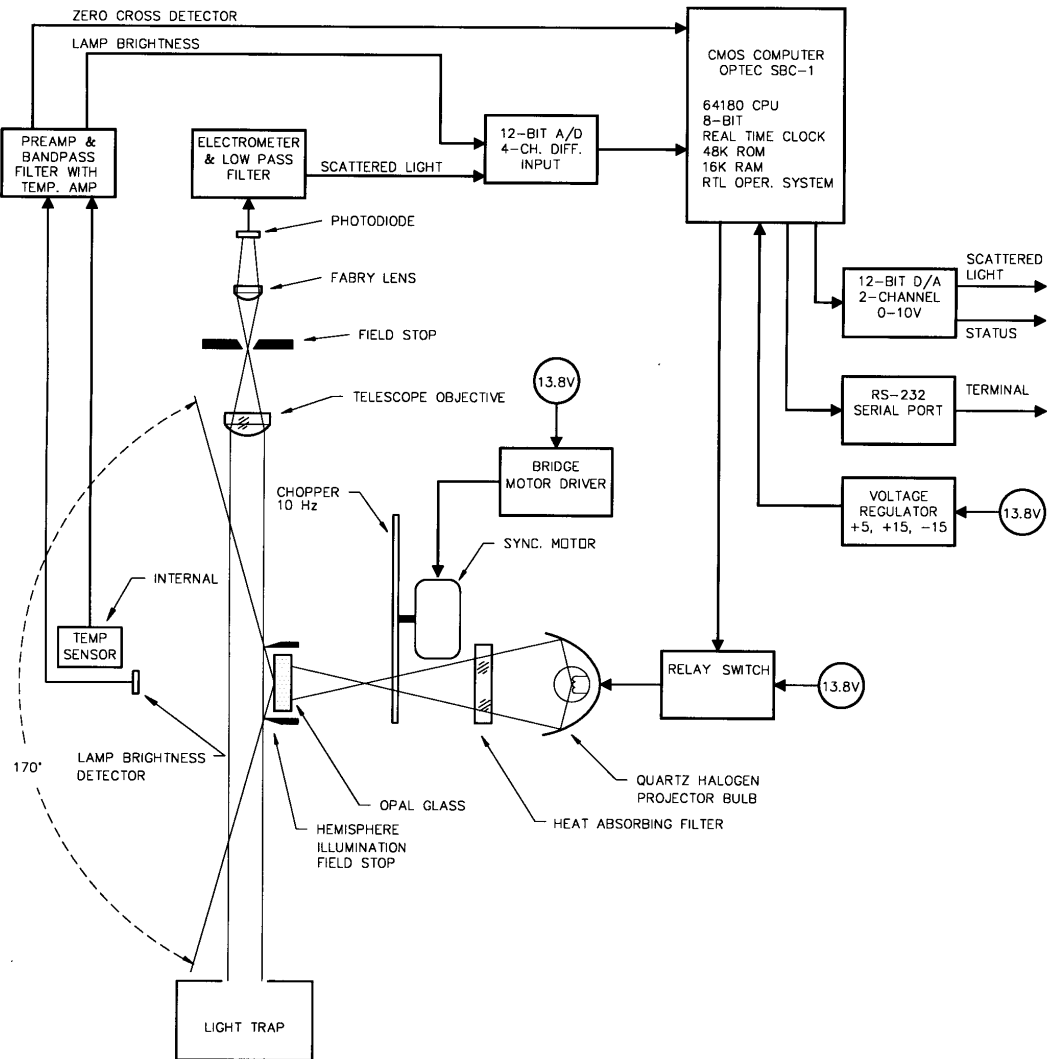 ZERO CROSS DETECTOR
LAMP BRIGHTNESS
CMOS COMPUTER
OPTEC SBC-1
64180 CPU
8-BIT
REAL TIME CLOCK
48K ROM
16K RAM
RTL OPER. SYSTEM
PREAMP &
BANDPASS
FILTER WITH
TEMP. AMP
ELECTROMETER
& LOW PASS
FILTER
SCATTERED LIGHT
12-BIT A/D
4-CH. DIFF.
INPUT
PHOTODIODE
FABRY LENS
FIELD STOP
TELESCOPE OBJECTIVE
12-BIT D/A
2-CHANNEL
0-10V
SCATTERED
LIGHT
STATUS
13.8V
RS-232
SERIAL PORT
TERMINAL
BRIDGE
MOTOR DRIVER
VOLTAGE
REGULATOR
+5, +15, -15
13.8V
CHOPPER
10 Hz
SYNC. MOTOR
INTERNAL
TEMP
SENSOR
RELAY SWITCH
13.8V
LAMP BRIGHTNESS
DETECTOR
170°
OPAL GLASS
HEMISPHERE
ILLUMINATION
FIELD STOP
QUARTZ HALOGEN
PROJECTOR BULB
HEAT ABSORBING FILTER
LIGHT TRAP